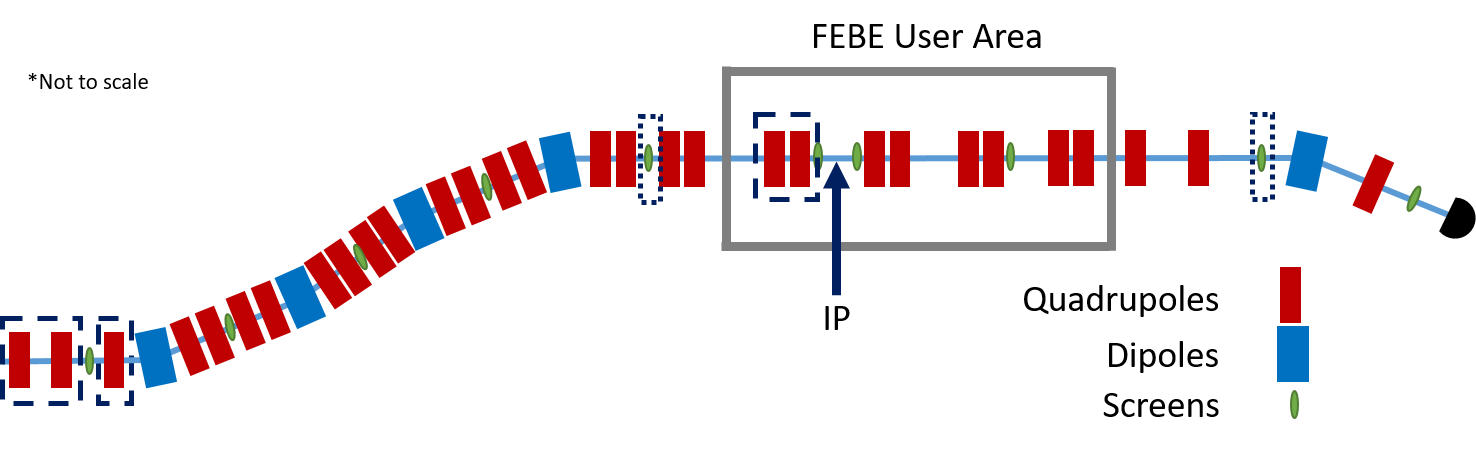 FEBE User Area
*Not to scale
IP
Quadrupoles
Dipoles
Screens